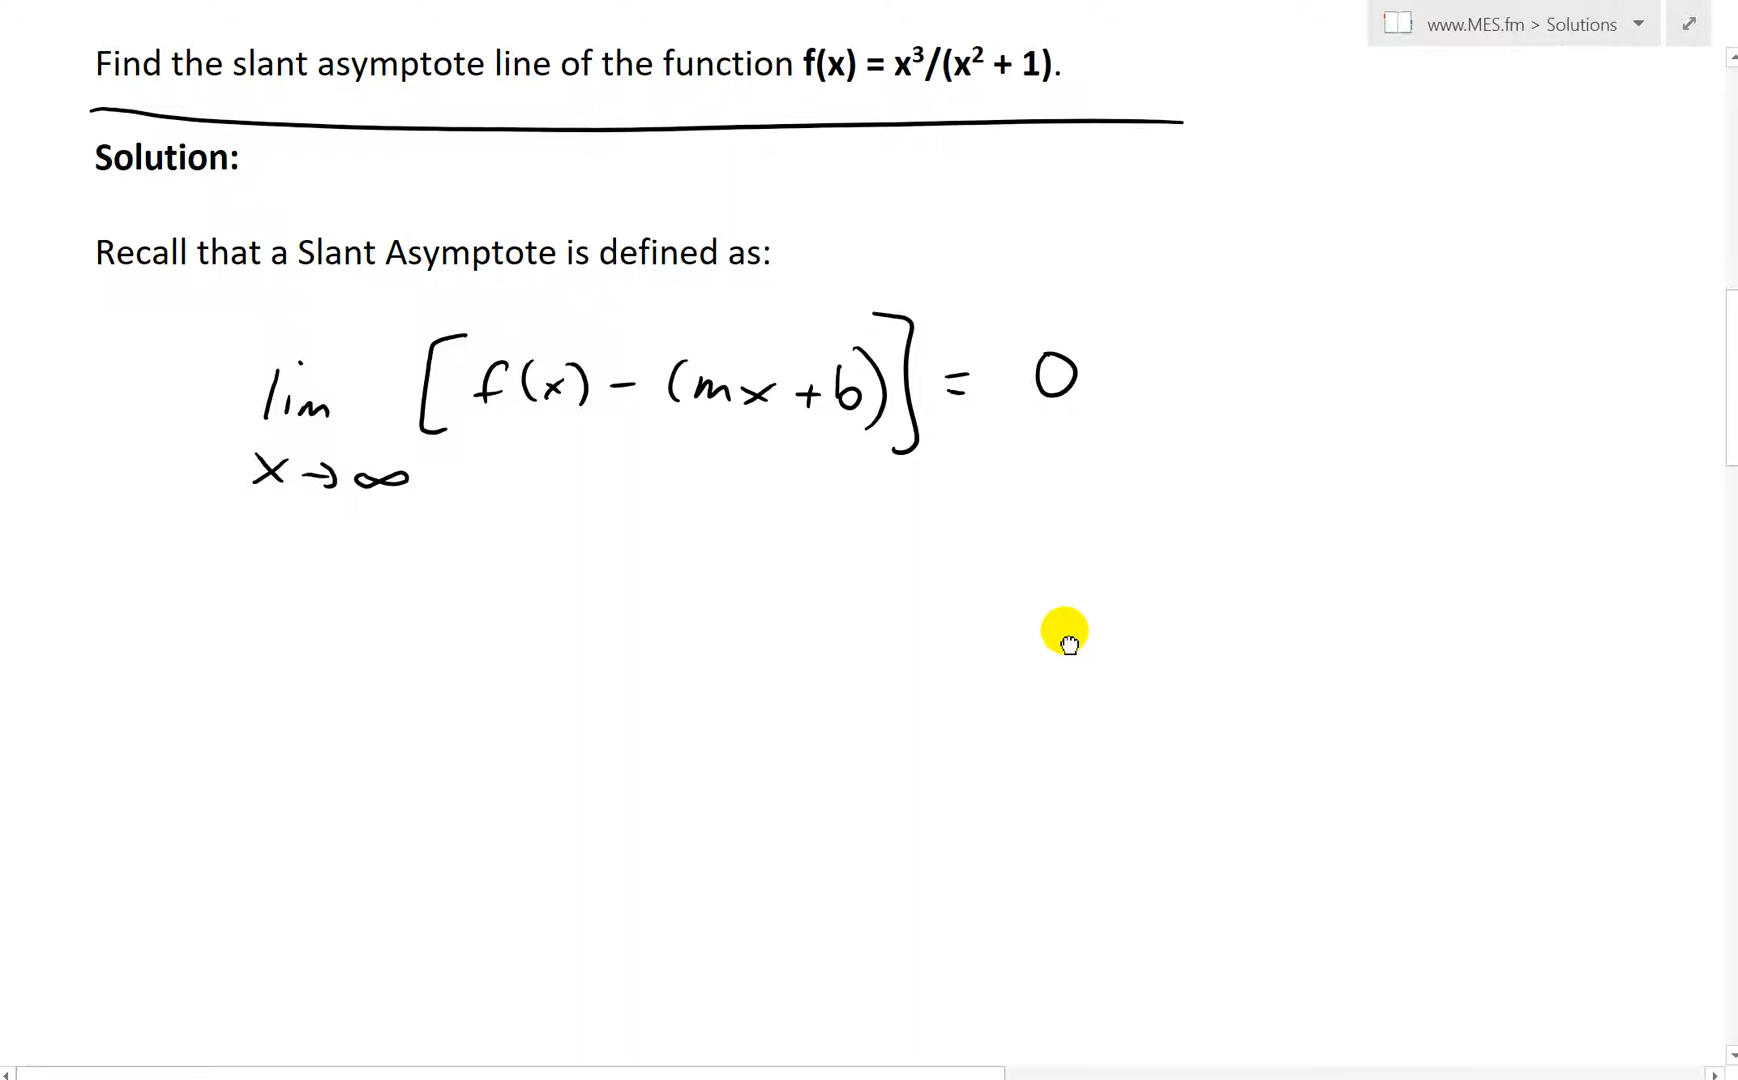 www.MES.fm > Solutions
Find the slant asymptote line of the function f(x) = x³/(x² + 1).
Solution:
Recall that a Slant Asymptote is defined as:
lim [f(x) - (mx + b)] = 0
x → ∞